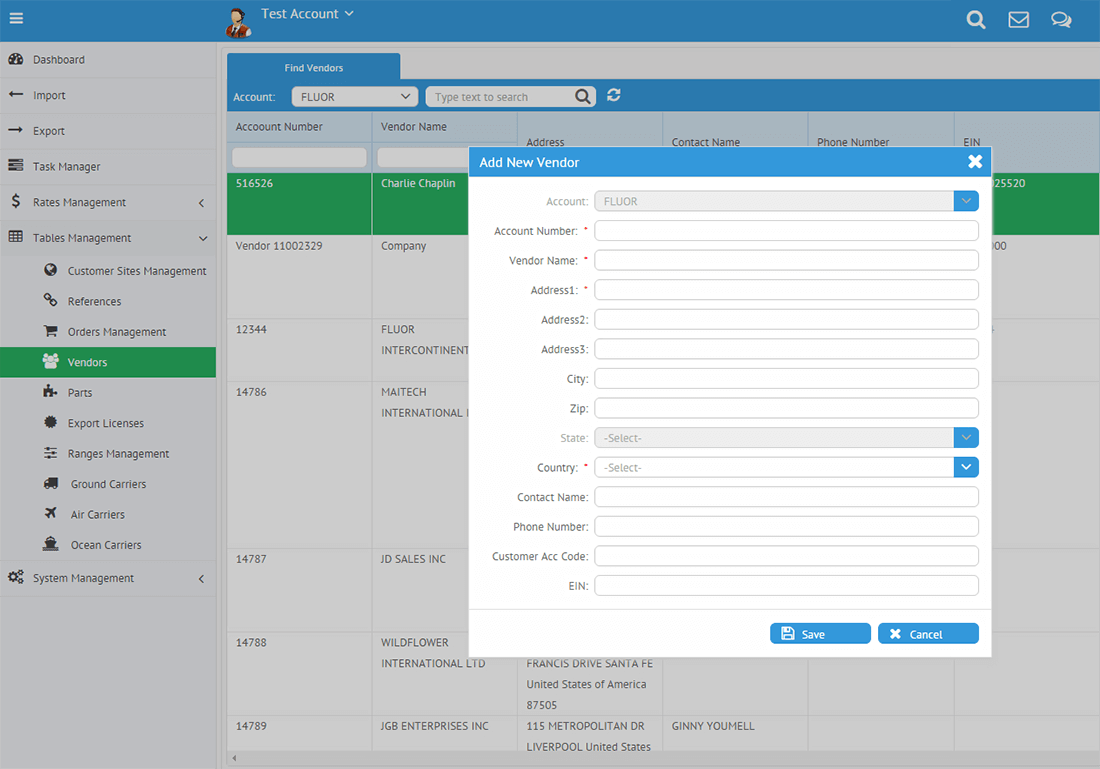 Test Account
Dashboard
Import
Export
Task Manager
Rates Management
Tables Management
Customer Sites Management
References
Orders Management
Vendors
Parts
Export Licenses
Ranges Management
Ground Carriers
Air Carriers
Ocean Carriers
System Management
Find Vendors
Account:
FLUOR
Type text to search
Accoount Number
Vendor Name
Address
Contact Name
Phone Number
EIN
516526
Charlie Chaplin
25520
Vendor 11002329
Company
00
12344
FLUOR
INTERCONTINENT
14786
MAITECH
INTERNATIONAL
14787
JD SALES INC
14788
WILDFLOWER
INTERNATIONAL LTD
FRANCIS DRIVE SANTA FE
United States of America
87505
14789
JGB ENTERPRISES INC
115 METROPOLITAN DR
LIVERPOOL United States
GINNY YOUMELL
Add New Vendor
Account:
FLUOR
Account Number: *
Vendor Name: *
Address1: *
Address2:
Address3:
City:
Zip:
State:
-Select-
Country: *
-Select-
Contact Name:
Phone Number:
Customer Acc Code:
EIN:
Save
Cancel